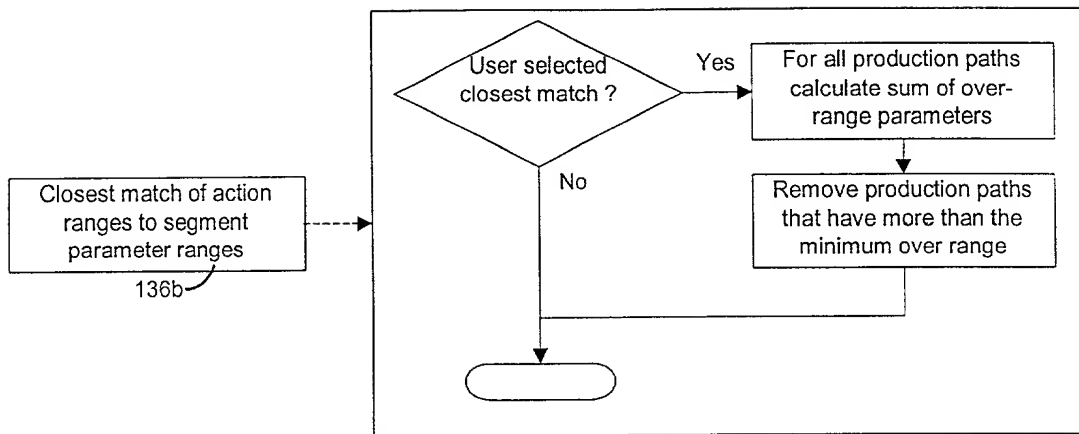 User selected
closest match ?
Yes
For all production paths
calculate sum of over-
range parameters
No
Remove production paths
that have more than the
minimum over range
Closest match of action
ranges to segment
parameter ranges
136b